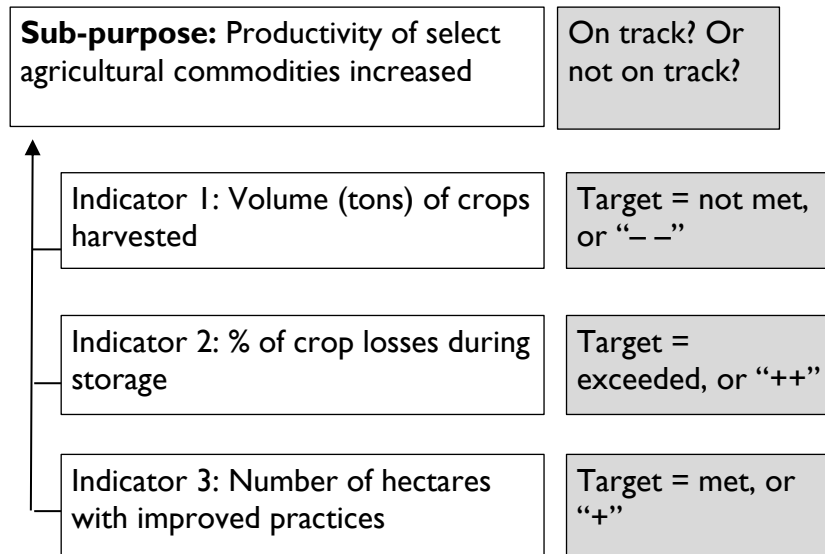 Sub-purpose: Productivity of select
agricultural commodities increased
On track? Or
not on track?
Indicator 1: Volume (tons) of crops
harvested
Target = not met,
or “– –”
Indicator 2: % of crop losses during
storage
Target =
exceeded, or “++”
Indicator 3: Number of hectares
with improved practices
Target = met, or
“+”